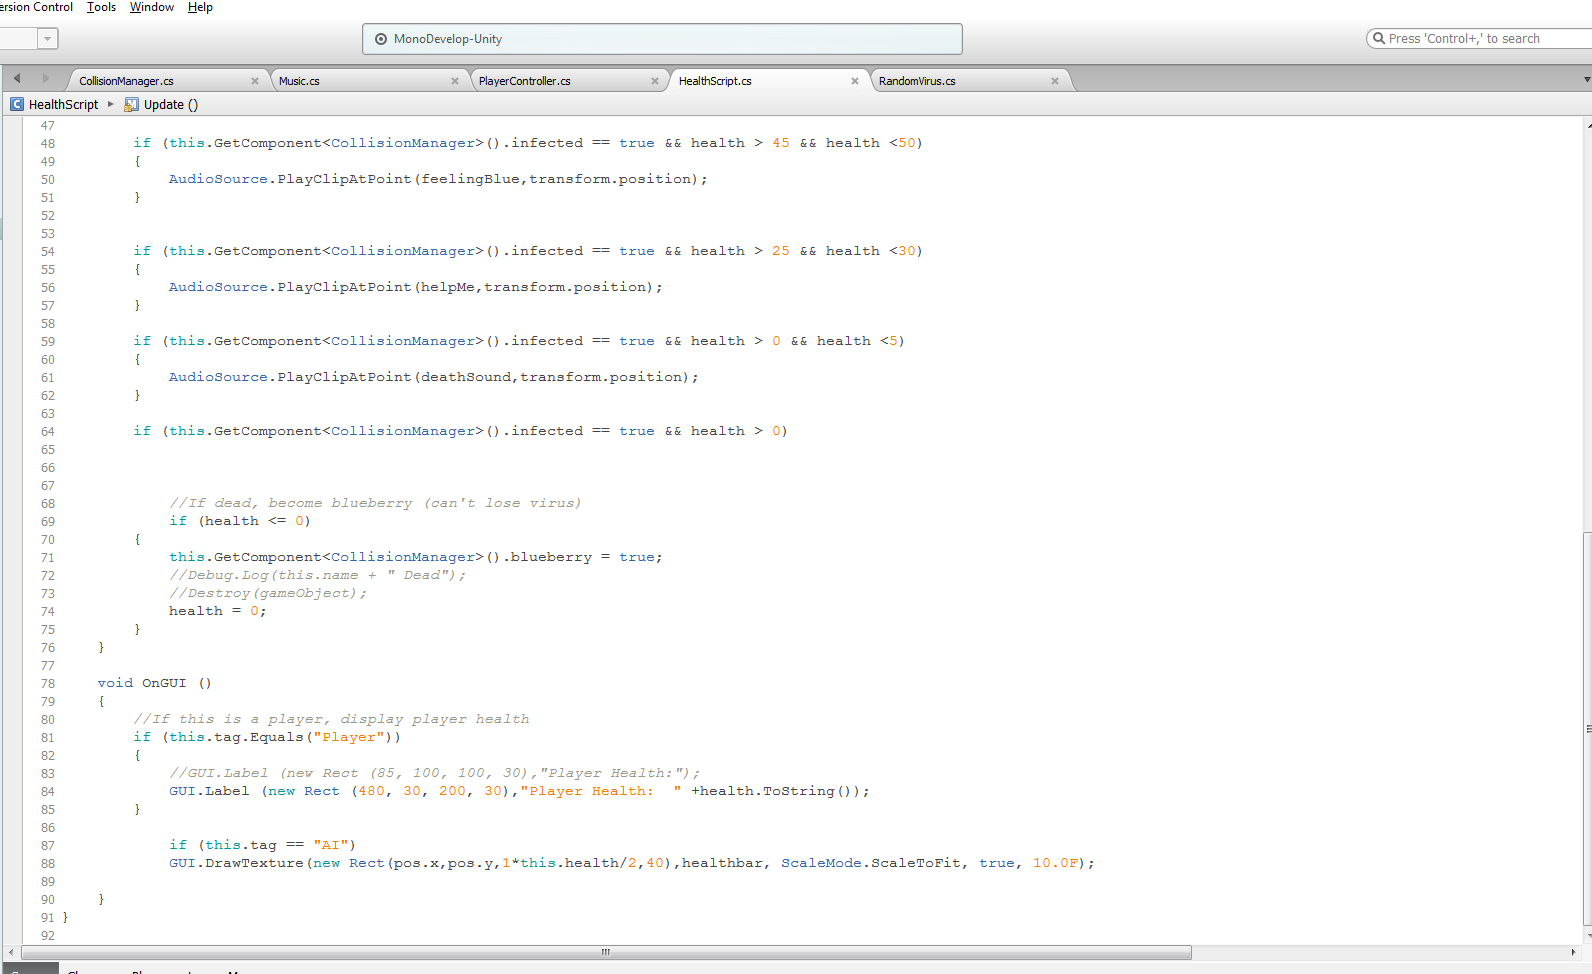 ersion Control Tools Window Help
MonoDevelop-Unity
Press 'Control+,' to search
CollisionManager.cs Music.cs PlayerController.cs HealthScript.cs RandomVirus.cs
HealthScript Update ()
47
48 if (this.GetComponent<CollisionManager>().infected == true && health > 45 && health <50)
49 {
50 AudioSource.PlayClipAtPoint(feelingBlue,transform.position);
51 }
52
53
54 if (this.GetComponent<CollisionManager>().infected == true && health > 25 && health <30)
55 {
56 AudioSource.PlayClipAtPoint(helpMe,transform.position);
57 }
58
59 if (this.GetComponent<CollisionManager>().infected == true && health > 0 && health <5)
60 {
61 AudioSource.PlayClipAtPoint(deathSound,transform.position);
62 }
63
64 if (this.GetComponent<CollisionManager>().infected == true && health > 0)
65
66
67
68 //If dead, become blueberry (can't lose virus)
69 if (health <= 0)
70 {
71 this.GetComponent<CollisionManager>().blueberry = true;
72 //Debug.Log(this.name + " Dead");
73 //Destroy(gameObject);
74 health = 0;
75 }
76 }
77
78 void OnGUI ()
79 {
80 //If this is a player, display player health
81 if (this.tag.Equals("Player"))
82 {
83 //GUI.Label (new Rect (85, 100, 100, 30),"Player Health:");
84 GUI.Label (new Rect (480, 30, 200, 30),"Player Health:  " +health.ToString());
85 }
86
87 if (this.tag == "AI")
88 GUI.DrawTexture(new Rect(pos.x,pos.y,1*this.health/2,40),healthbar, ScaleMode.ScaleToFit, true, 10.0F);
89
90 }
91 }
92